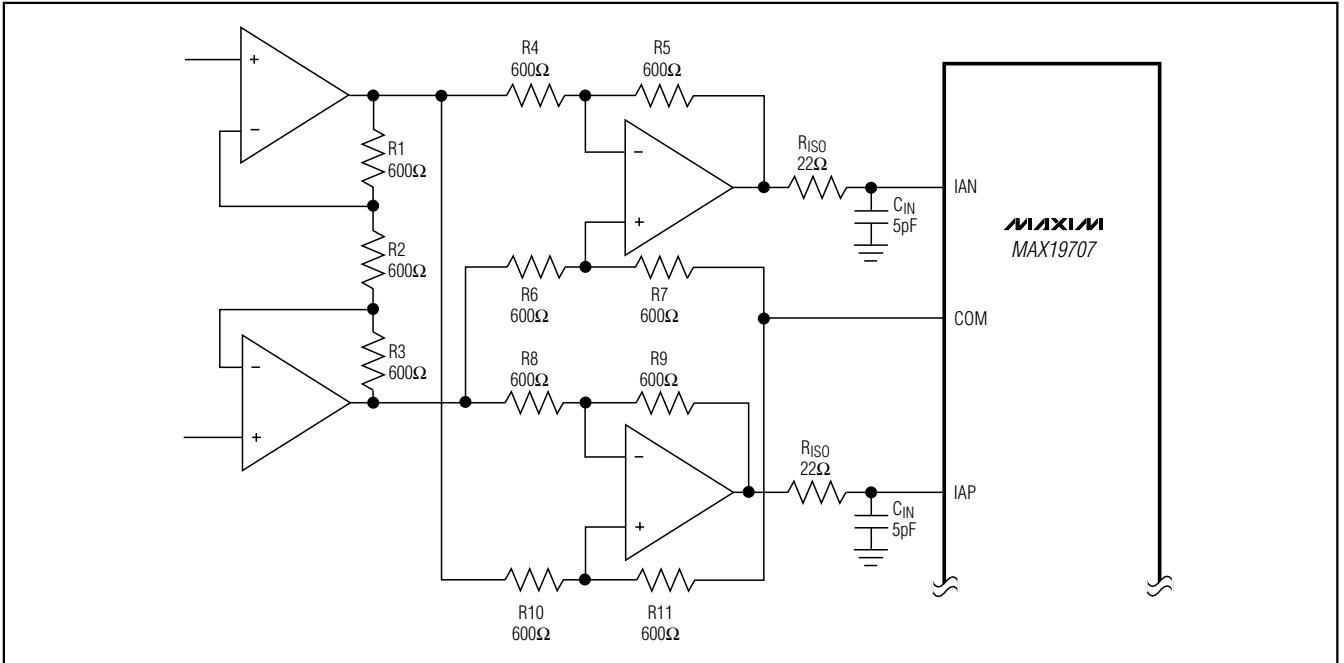 R4
600Ω
R5
600Ω
+
−
R1
600Ω
−
+
RISO
22Ω
IAN
CIN
5pF
MAXIM
MAX19707
R2
600Ω
R6
600Ω
R7
600Ω
COM
−
+
R3
600Ω
R8
600Ω
R9
600Ω
−
+
RISO
22Ω
IAP
CIN
5pF
R10
600Ω
R11
600Ω